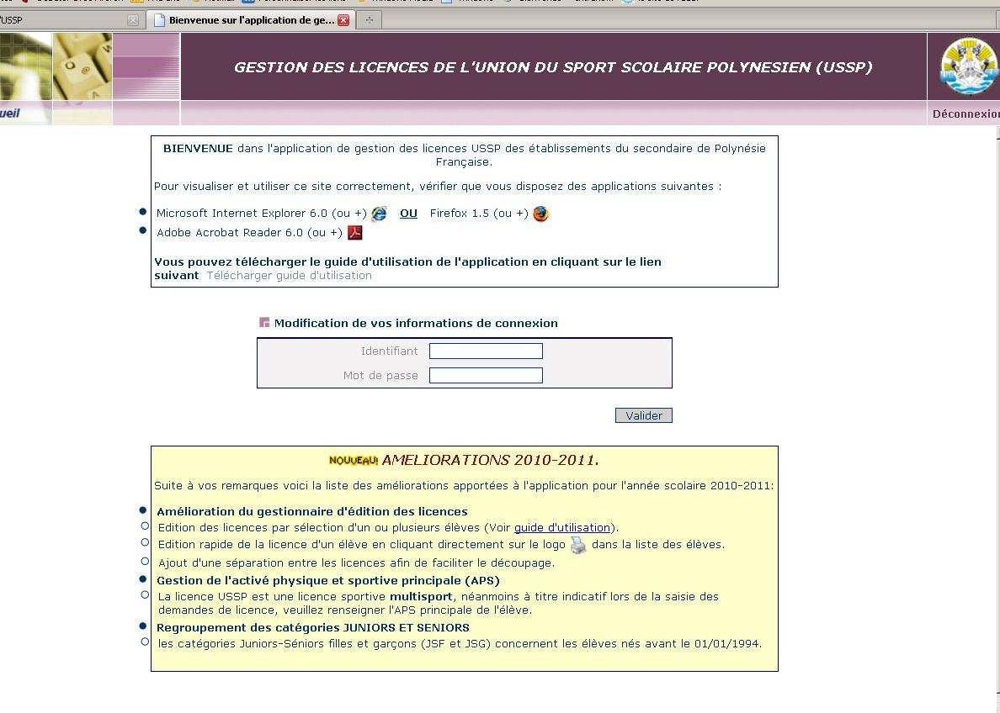 'USSP
Bienvenue sur l'application de ge...
GESTION DES LICENCES DE L'UNION DU SPORT SCOLAIRE POLYNESIEN (USSP)
ueil
Déconnexion
BIENVENUE dans l'application de gestion des licences USSP des établissements du secondaire de Polynésie
Française.
Pour visualiser et utiliser ce site correctement, vérifier que vous disposez des applications suivantes :
Microsoft Internet Explorer 6.0 (ou +) OU Firefox 1.5 (ou +)
Adobe Acrobat Reader 6.0 (ou +)
Vous pouvez télécharger le guide d'utilisation de l'application en cliquant sur le lien
suivant Télécharger guide d'utilisation
Modification de vos informations de connexion
Identifiant
Mot de passe
Valider
NOUVEAU! AMELIORATIONS 2010-2011.
Suite à vos remarques voici la liste des améliorations apportées à l'application pour l'année scolaire 2010-2011:
Amélioration du gestionnaire d'édition des licences
Edition des licences par sélection d'un ou plusieurs élèves (Voir guide d'utilisation).
Edition rapide de la licence d'un élève en cliquant directement sur le logo dans la liste des élèves.
Ajout d'une séparation entre les licences afin de faciliter le découpage.
Gestion de l'activé physique et sportive principale (APS)
La licence USSP est une licence sportive multisport, néanmoins à titre indicatif lors de la saisie des
demandes de licence, veuillez renseigner l'APS principale de l'élève.
Regroupement des catégories JUNIORS ET SENIORS
les catégories Juniors-Séniors filles et garçons (JSF et JSG) concernent les élèves nés avant le 01/01/1994.